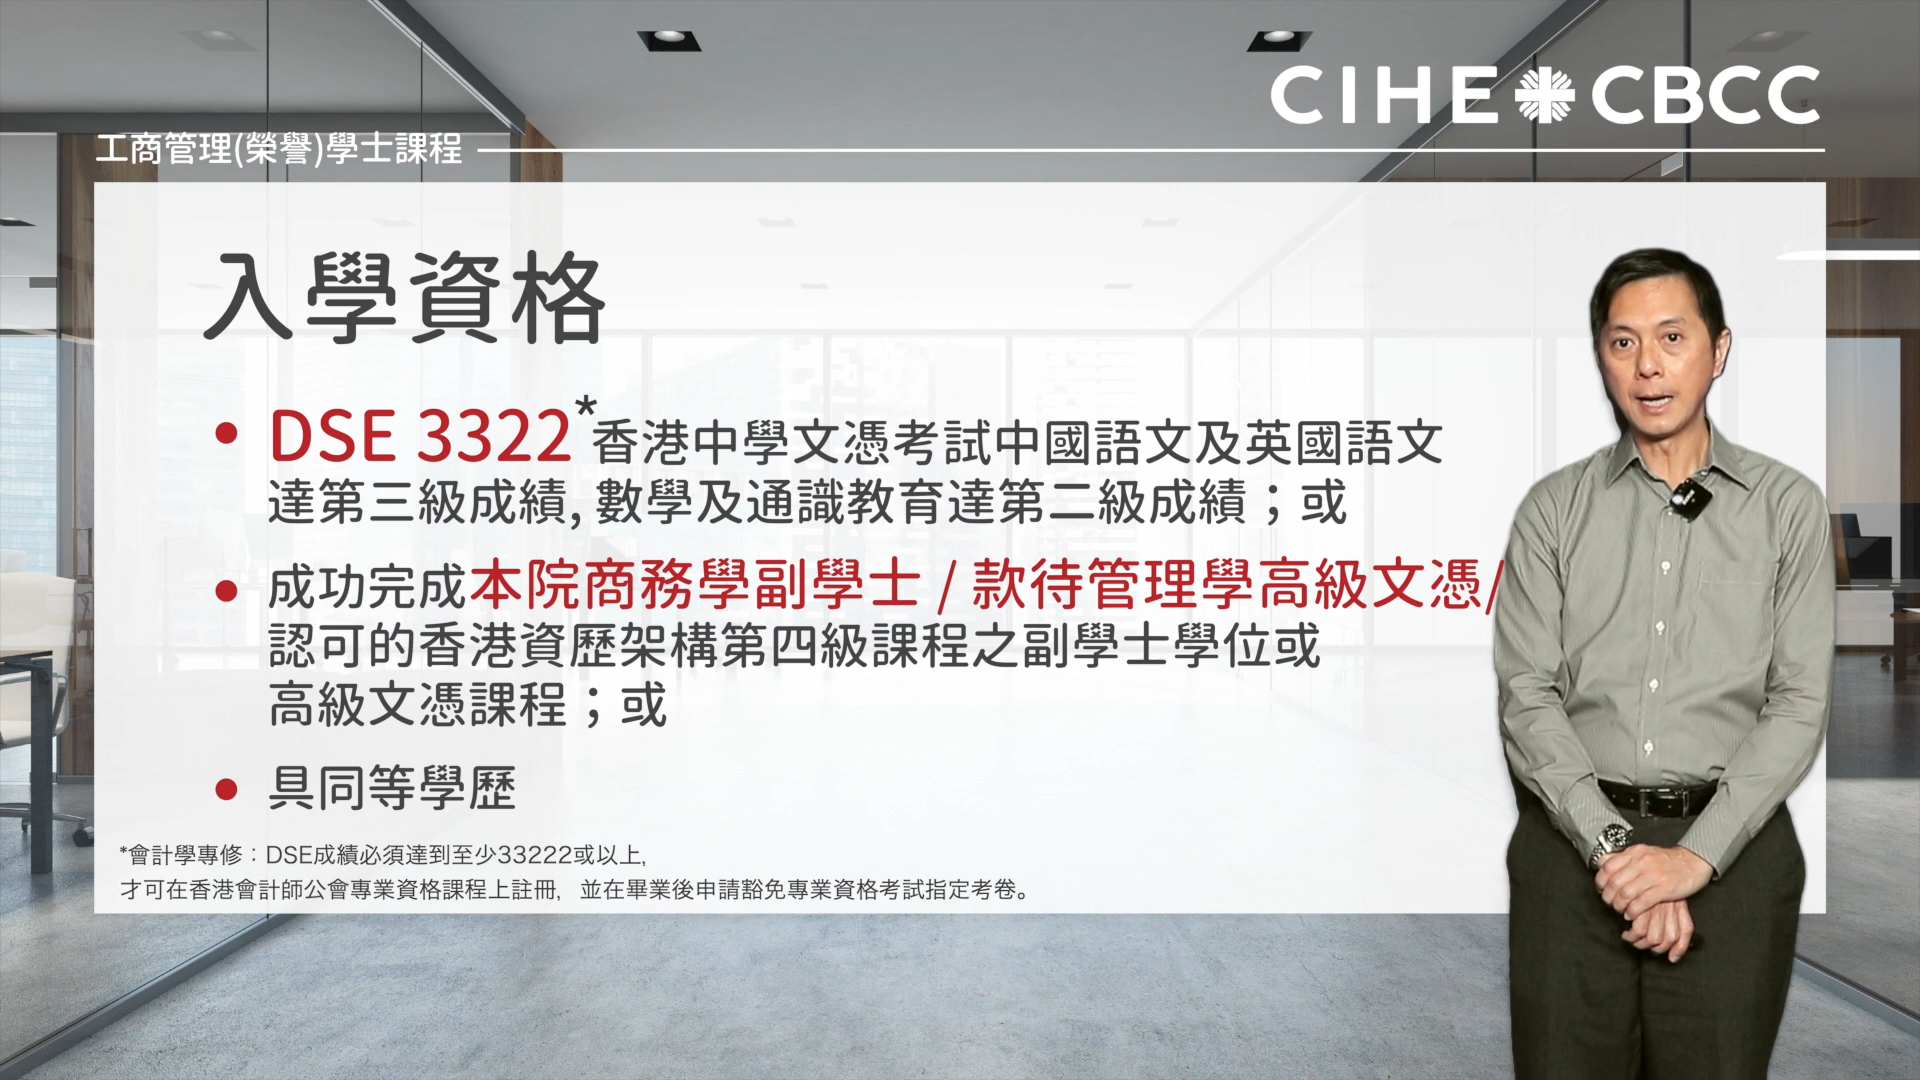 CIHE CBCC
工商管理(榮譽)學士課程
入學資格
• DSE 3322*香港中學文憑考試中國語文及英國語文
達第三級成績, 數學及通識教育達第二級成績；或
• 成功完成本院商務學副學士 / 款待管理學高級文憑/
認可的香港資歷架構第四級課程之副學士學位或
高級文憑課程；或
• 具同等學歷
*會計學專修：DSE成績必須達到至少33222或以上,
才可在香港會計師公會專業資格課程上註冊, 並在畢業後申請豁免專業資格考試指定考卷。